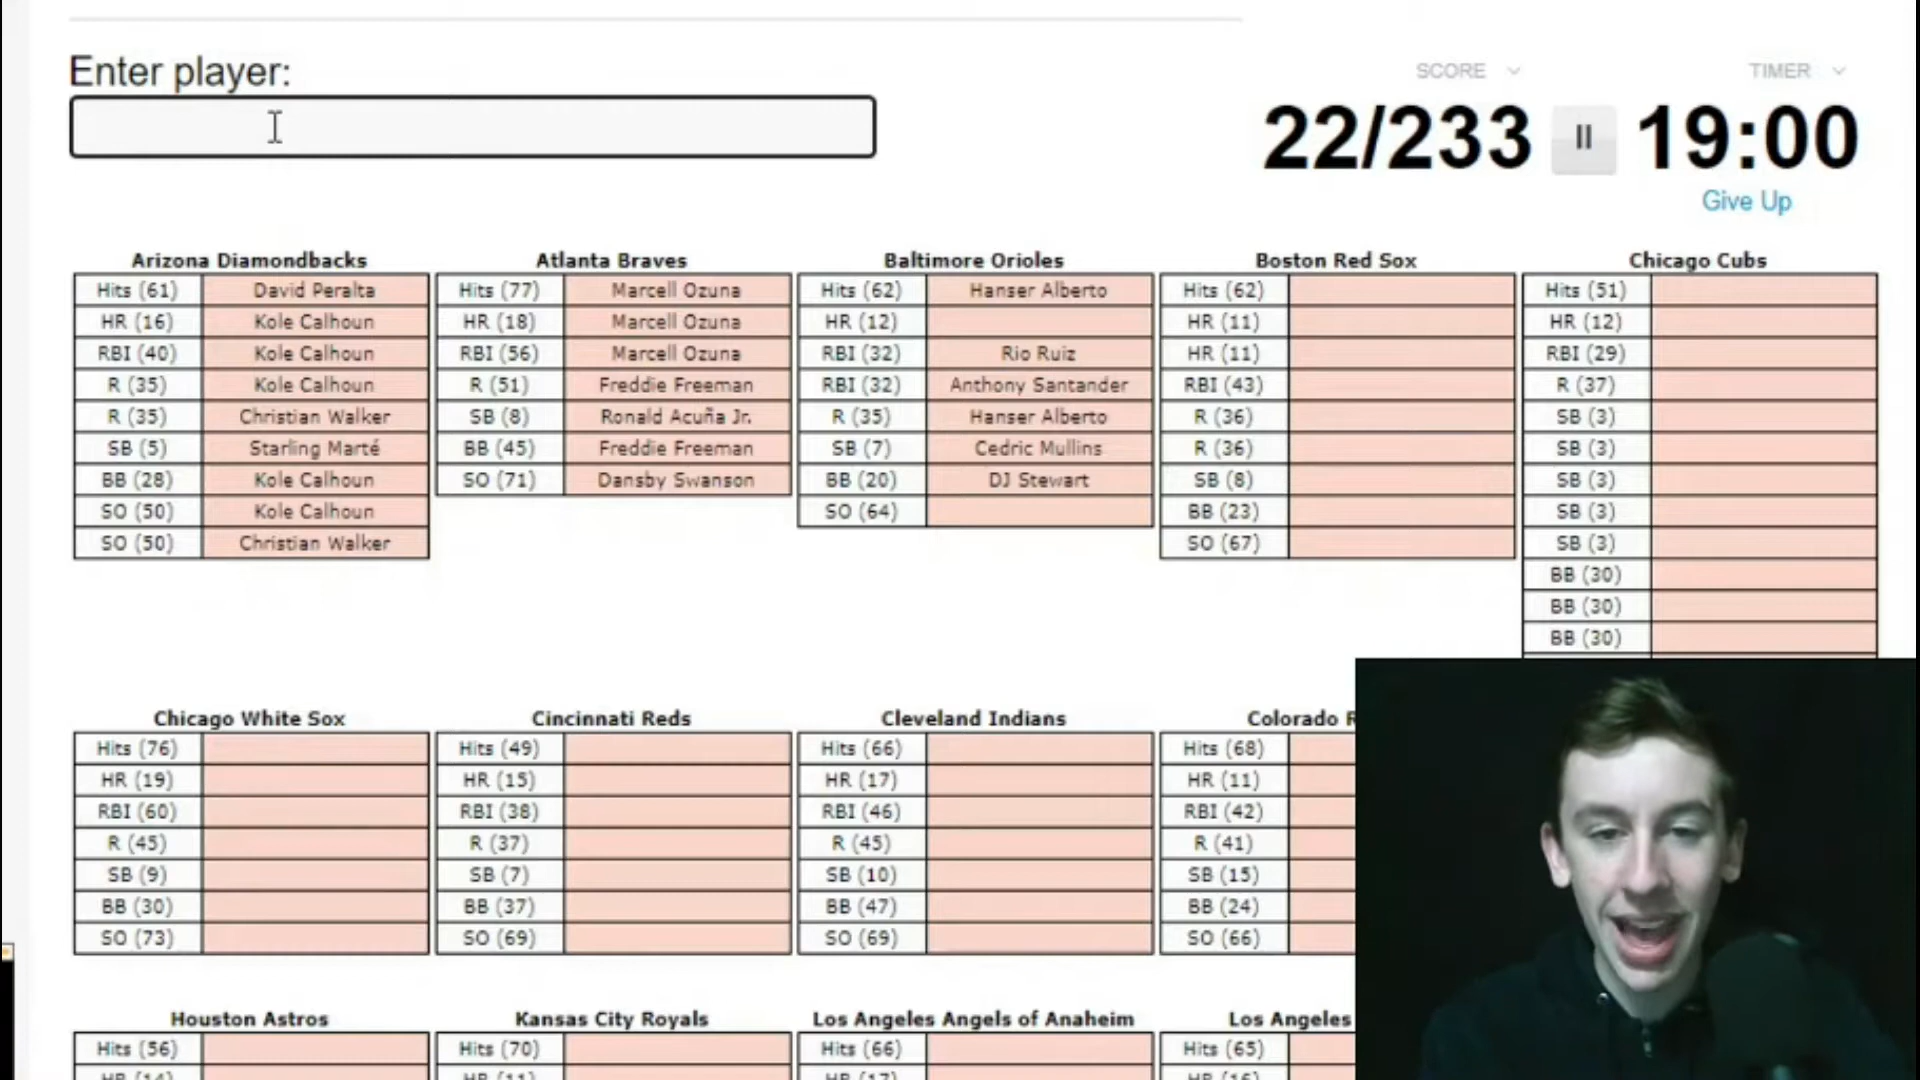 Enter player:
SCORE
TIMER
22/233
19:00
Give Up
Arizona Diamondbacks
Hits (61) David Peralta
HR (16) Kole Calhoun
RBI (40) Kole Calhoun
R (35) Kole Calhoun
R (35) Christian Walker
SB (5) Starling Marté
BB (28) Kole Calhoun
SO (50) Kole Calhoun
SO (50) Christian Walker
Atlanta Braves
Hits (77) Marcell Ozuna
HR (18) Marcell Ozuna
RBI (56) Marcell Ozuna
R (51) Freddie Freeman
SB (8) Ronald Acuña Jr.
BB (45) Freddie Freeman
SO (71) Dansby Swanson
Baltimore Orioles
Hits (62) Hanser Alberto
HR (12)
RBI (32) Rio Ruiz
RBI (32) Anthony Santander
R (35) Hanser Alberto
SB (7) Cedric Mullins
BB (20) DJ Stewart
SO (64)
Boston Red Sox
Hits (62)
HR (11)
HR (11)
RBI (43)
R (36)
R (36)
SB (8)
BB (23)
SO (67)
Chicago Cubs
Hits (51)
HR (12)
RBI (29)
R (37)
SB (3)
SB (3)
SB (3)
SB (3)
SB (3)
BB (30)
BB (30)
BB (30)
Chicago White Sox
Hits (76)
HR (19)
RBI (60)
R (45)
SB (9)
BB (30)
SO (73)
Cincinnati Reds
Hits (49)
HR (15)
RBI (38)
R (37)
SB (7)
BB (37)
SO (69)
Cleveland Indians
Hits (66)
HR (17)
RBI (46)
R (45)
SB (10)
BB (47)
SO (69)
Colorado R
Hits (68)
HR (11)
RBI (42)
R (41)
SB (15)
BB (24)
SO (66)
Houston Astros
Hits (56)
HR (14)
Kansas City Royals
Hits (70)
HR (11)
Los Angeles Angels of Anaheim
Hits (66)
HR (17)
Los Angeles
Hits (65)
HR (16)